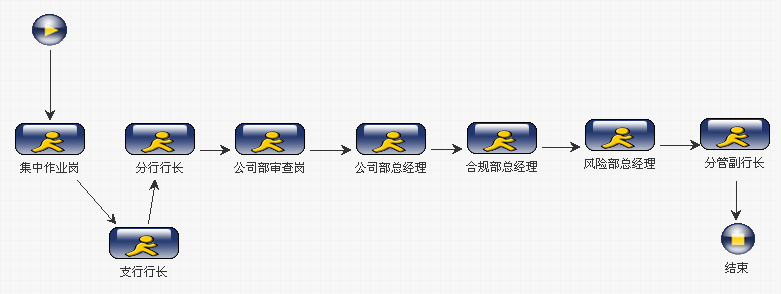 集中作业岗
分行行长
公司部审查岗
公司部总经理
合规部总经理
风险部总经理
分管副行长
支行行长
结束